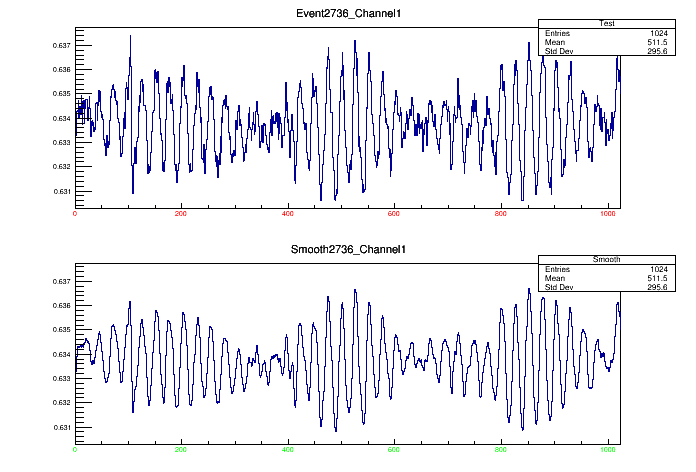 Event2736_Channel1
Test
Entries 1024
Mean 511.5
Std Dev 295.6
0.637
0.636
0.635
0.634
0.633
0.632
0.631
0 200 400 600 800 1000
Smooth2736_Channel1
Smooth
Entries 1024
Mean 511.5
Std Dev 295.6
0.637
0.636
0.635
0.634
0.633
0.632
0.631
0 200 400 600 800 1000